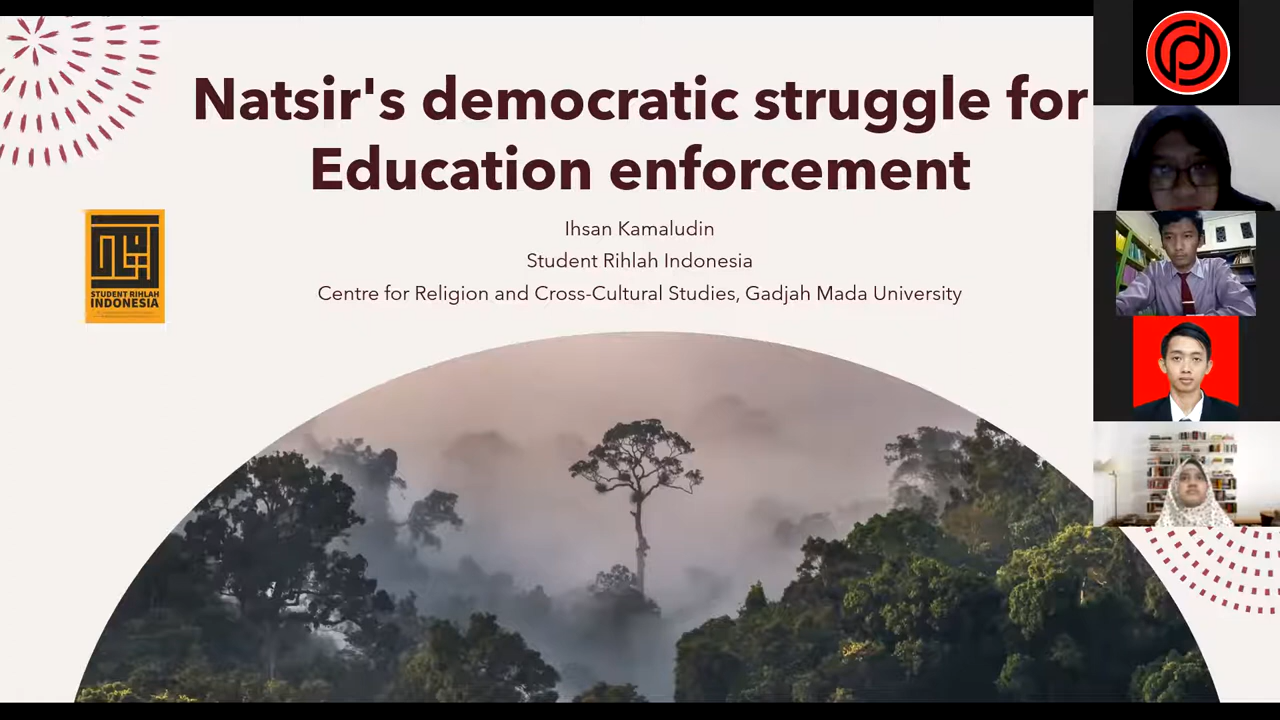 Natsir's democratic struggle for
Education enforcement
Ihsan Kamaludin
Student Rihlah Indonesia
Centre for Religion and Cross-Cultural Studies, Gadjah Mada University
STUDENT RIHLAH
INDONESIA